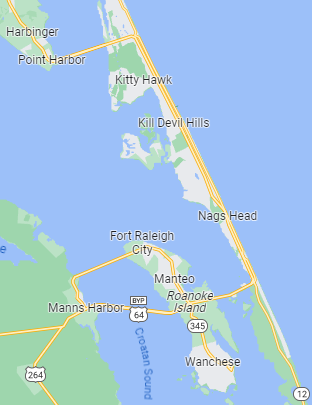 Harbinger
Point Harbor
Kitty Hawk
Kill Devil Hills
Nags Head
Fort Raleigh
City
Manteo
Roanoke
Island
BYP
64
Manns Harbor
345
Croatan Sound
Wanchese
264
12